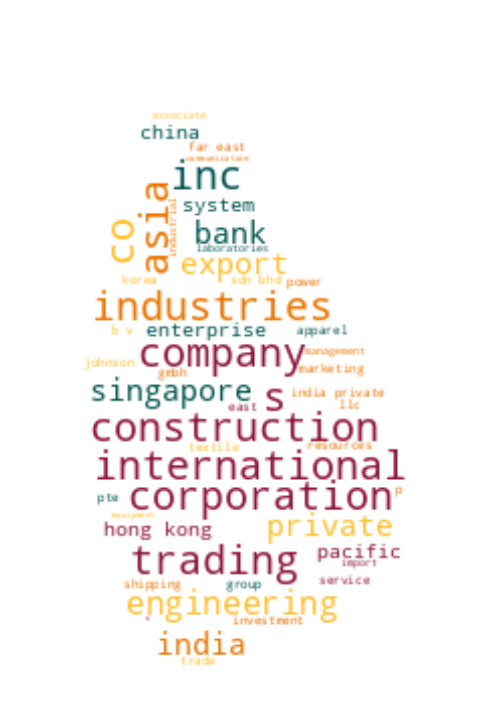 associate
china
far east
communication
inc
asia
industrial
system
co
bank
laboratories
export
korea
sdn bhd
power
industries
b v
enterprise
apparel
company
management
johnson
gmbh
marketing
singapore
s
india private
east
llc
construction
textile
resources
international
pte
corporation
p
equipment
hong kong
private
trading
pacific
import
shipping
group
service
engineering
investment
india
trade